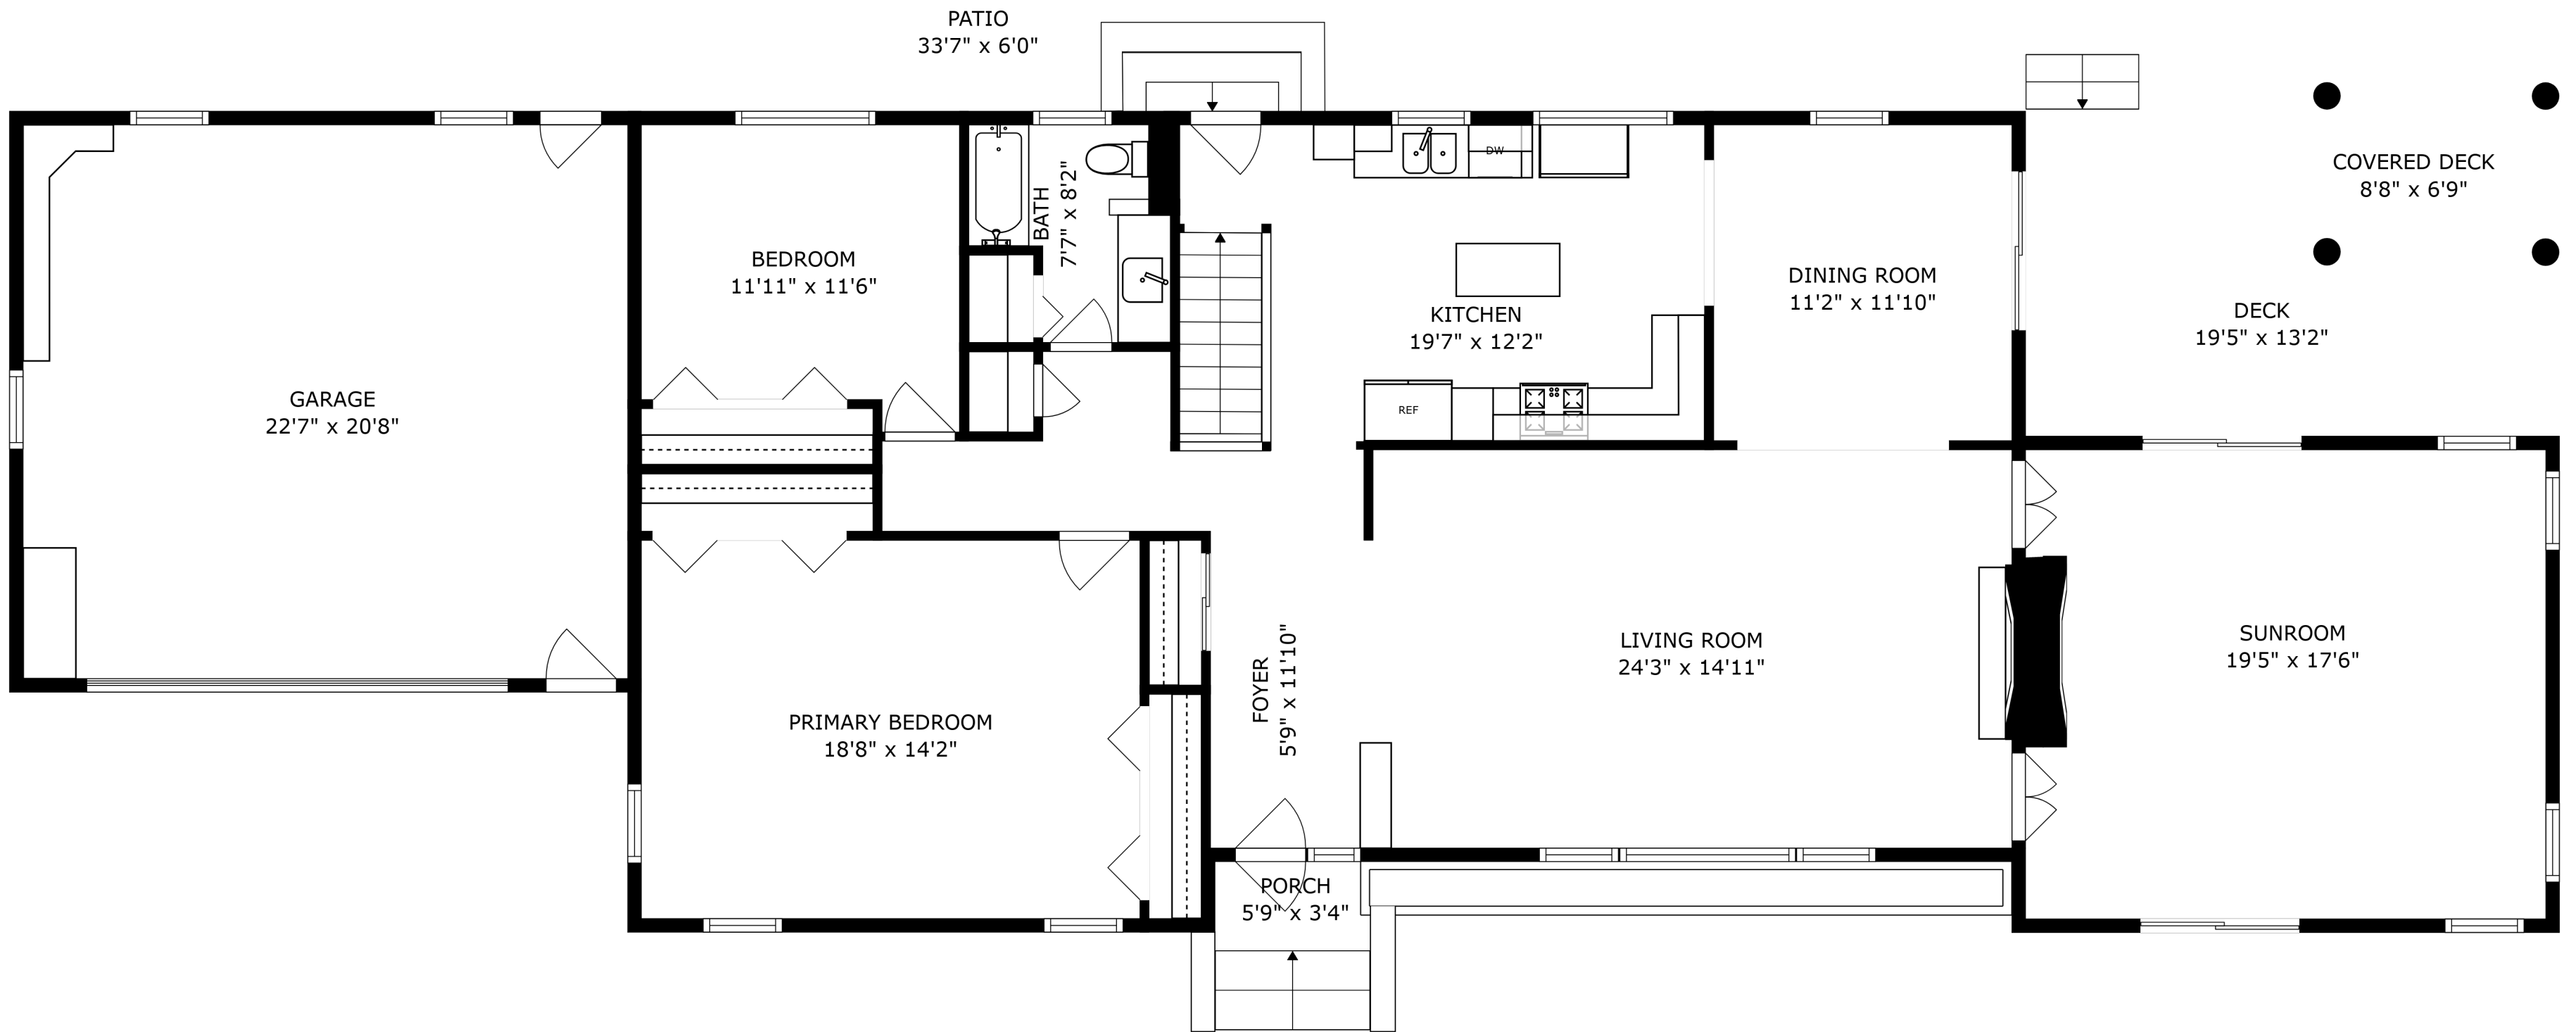 PATIO
33'7" x 6'0"
COVERED DECK
8'8" x 6'9"
BATH
7'7" x 8'2"
DW
BEDROOM
11'11" x 11'6"
DINING ROOM
11'2" x 11'10"
KITCHEN
19'7" x 12'2"
DECK
19'5" x 13'2"
GARAGE
22'7" x 20'8"
REF
FOYER
5'9" x 11'10"
LIVING ROOM
24'3" x 14'11"
SUNROOM
19'5" x 17'6"
PRIMARY BEDROOM
18'8" x 14'2"
PORCH
5'9" x 3'4"